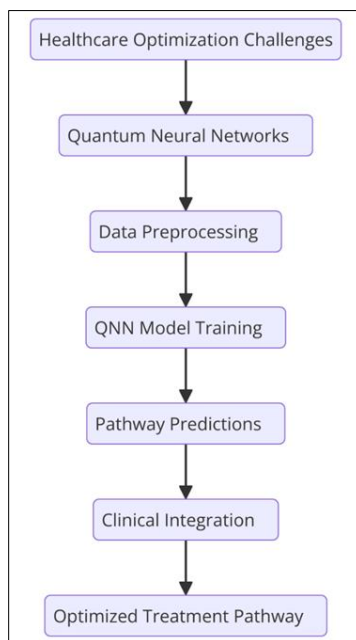 Healthcare Optimization Challenges
Quantum Neural Networks
Data Preprocessing
QNN Model Training
Pathway Predictions
Clinical Integration
Optimized Treatment Pathway